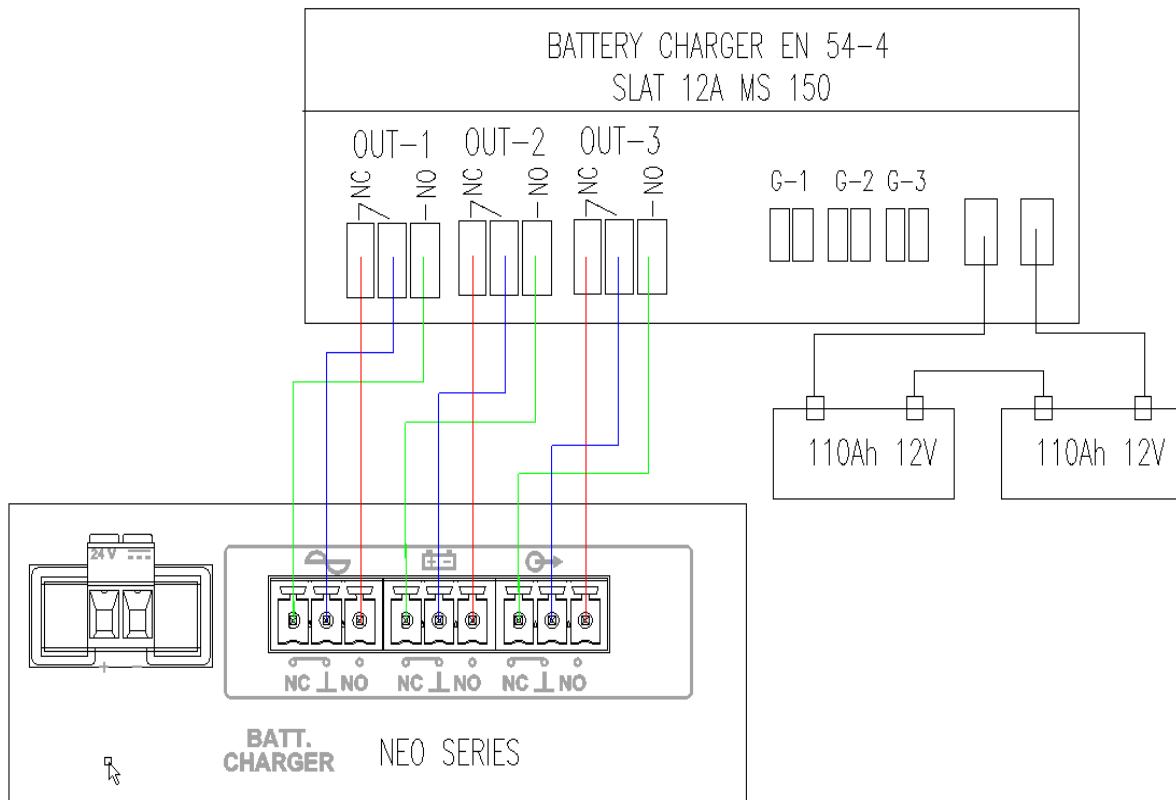 BATTERY CHARGER EN 54-4
SLAT 12A MS 150
OUT-1 OUT-2 OUT-3
NC NO NC NO NC NO
G-1 G-2 G-3
110Ah 12V 110Ah 12V
24 V
+ -
NC NO NC NO NC NO
BATT.
CHARGER
NEO SERIES